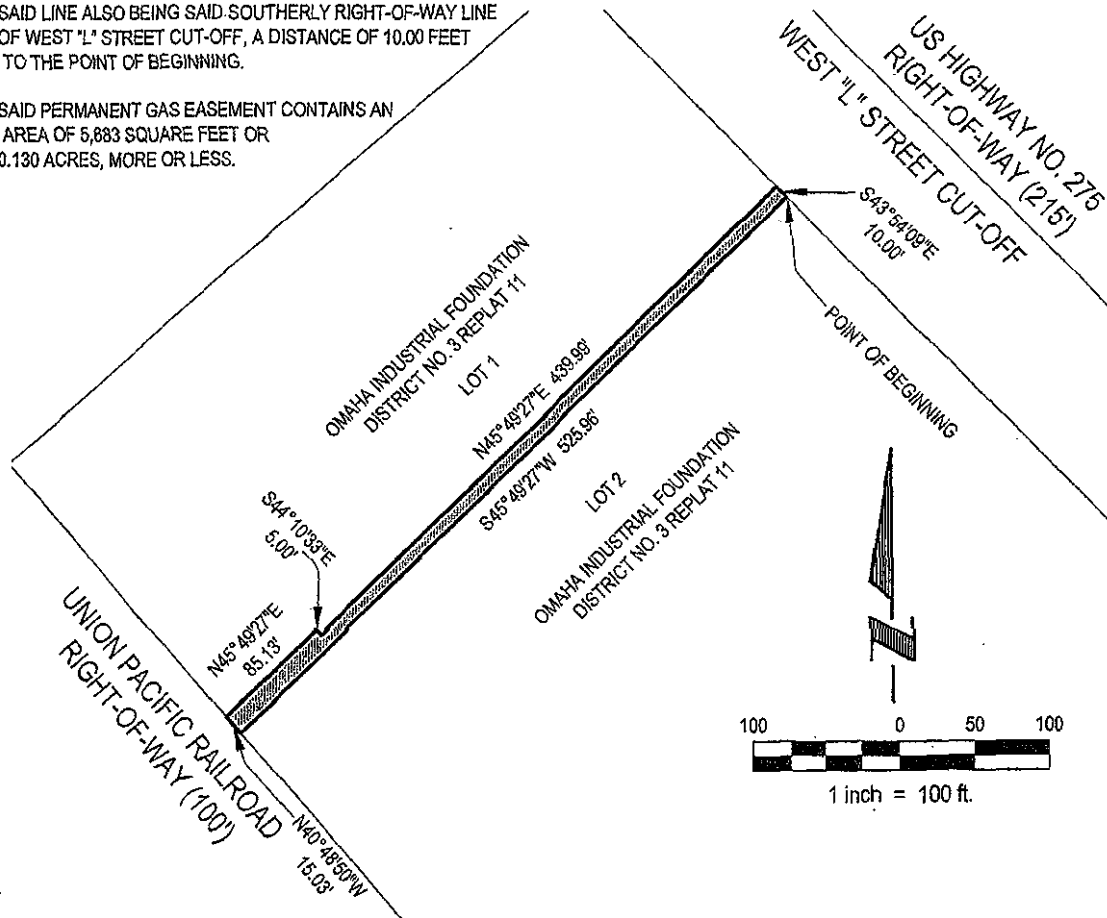 SAID LINE ALSO BEING SAID SOUTHERLY RIGHT-OF-WAY LINE
OF WEST "L" STREET CUT-OFF, A DISTANCE OF 10.00 FEET
TO THE POINT OF BEGINNING.
SAID PERMANENT GAS EASEMENT CONTAINS AN
AREA OF 5,683 SQUARE FEET OR
0.130 ACRES, MORE OR LESS.
US HIGHWAY NO. 275
RIGHT-OF-WAY (215')
WEST "L" STREET CUT-OFF
S43°54'09"E
10.00'
POINT OF BEGINNING
OMAHA INDUSTRIAL FOUNDATION
DISTRICT NO. 3 REPLAT 11
LOT 1
N45°49'27"E 439.99'
S45°49'27"W 525.96'
LOT 2
OMAHA INDUSTRIAL FOUNDATION
DISTRICT NO. 3 REPLAT 11
S44°10'33"E
5.00'
N45°49'27"E
85.13'
UNION PACIFIC RAILROAD
RIGHT-OF-WAY (100')
N40°48'50"W
15.03'
100 0 50 100
1 inch = 100 ft.